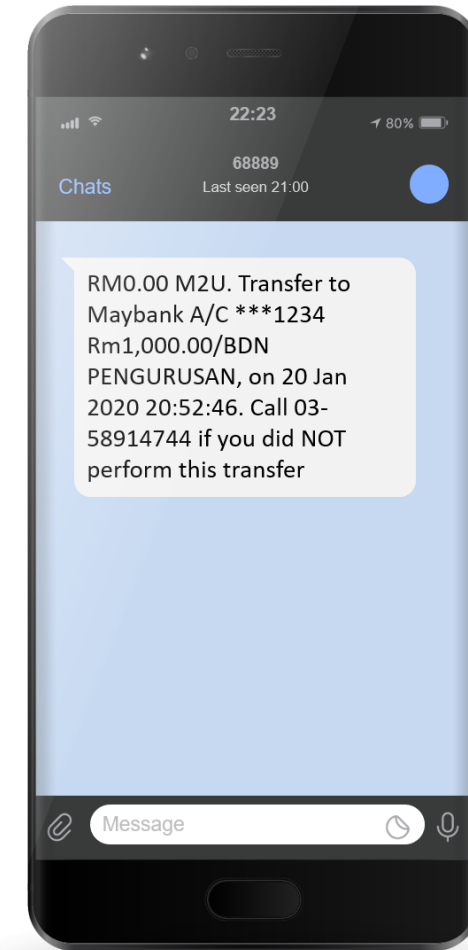 22:23
80%
68889
Chats
Last seen 21:00
RM0.00 M2U. Transfer to
Maybank A/C ***1234
Rm1,000.00/BDN
PENGURUSAN, on 20 Jan
2020 20:52:46. Call 03-
58914744 if you did NOT
perform this transfer
Message